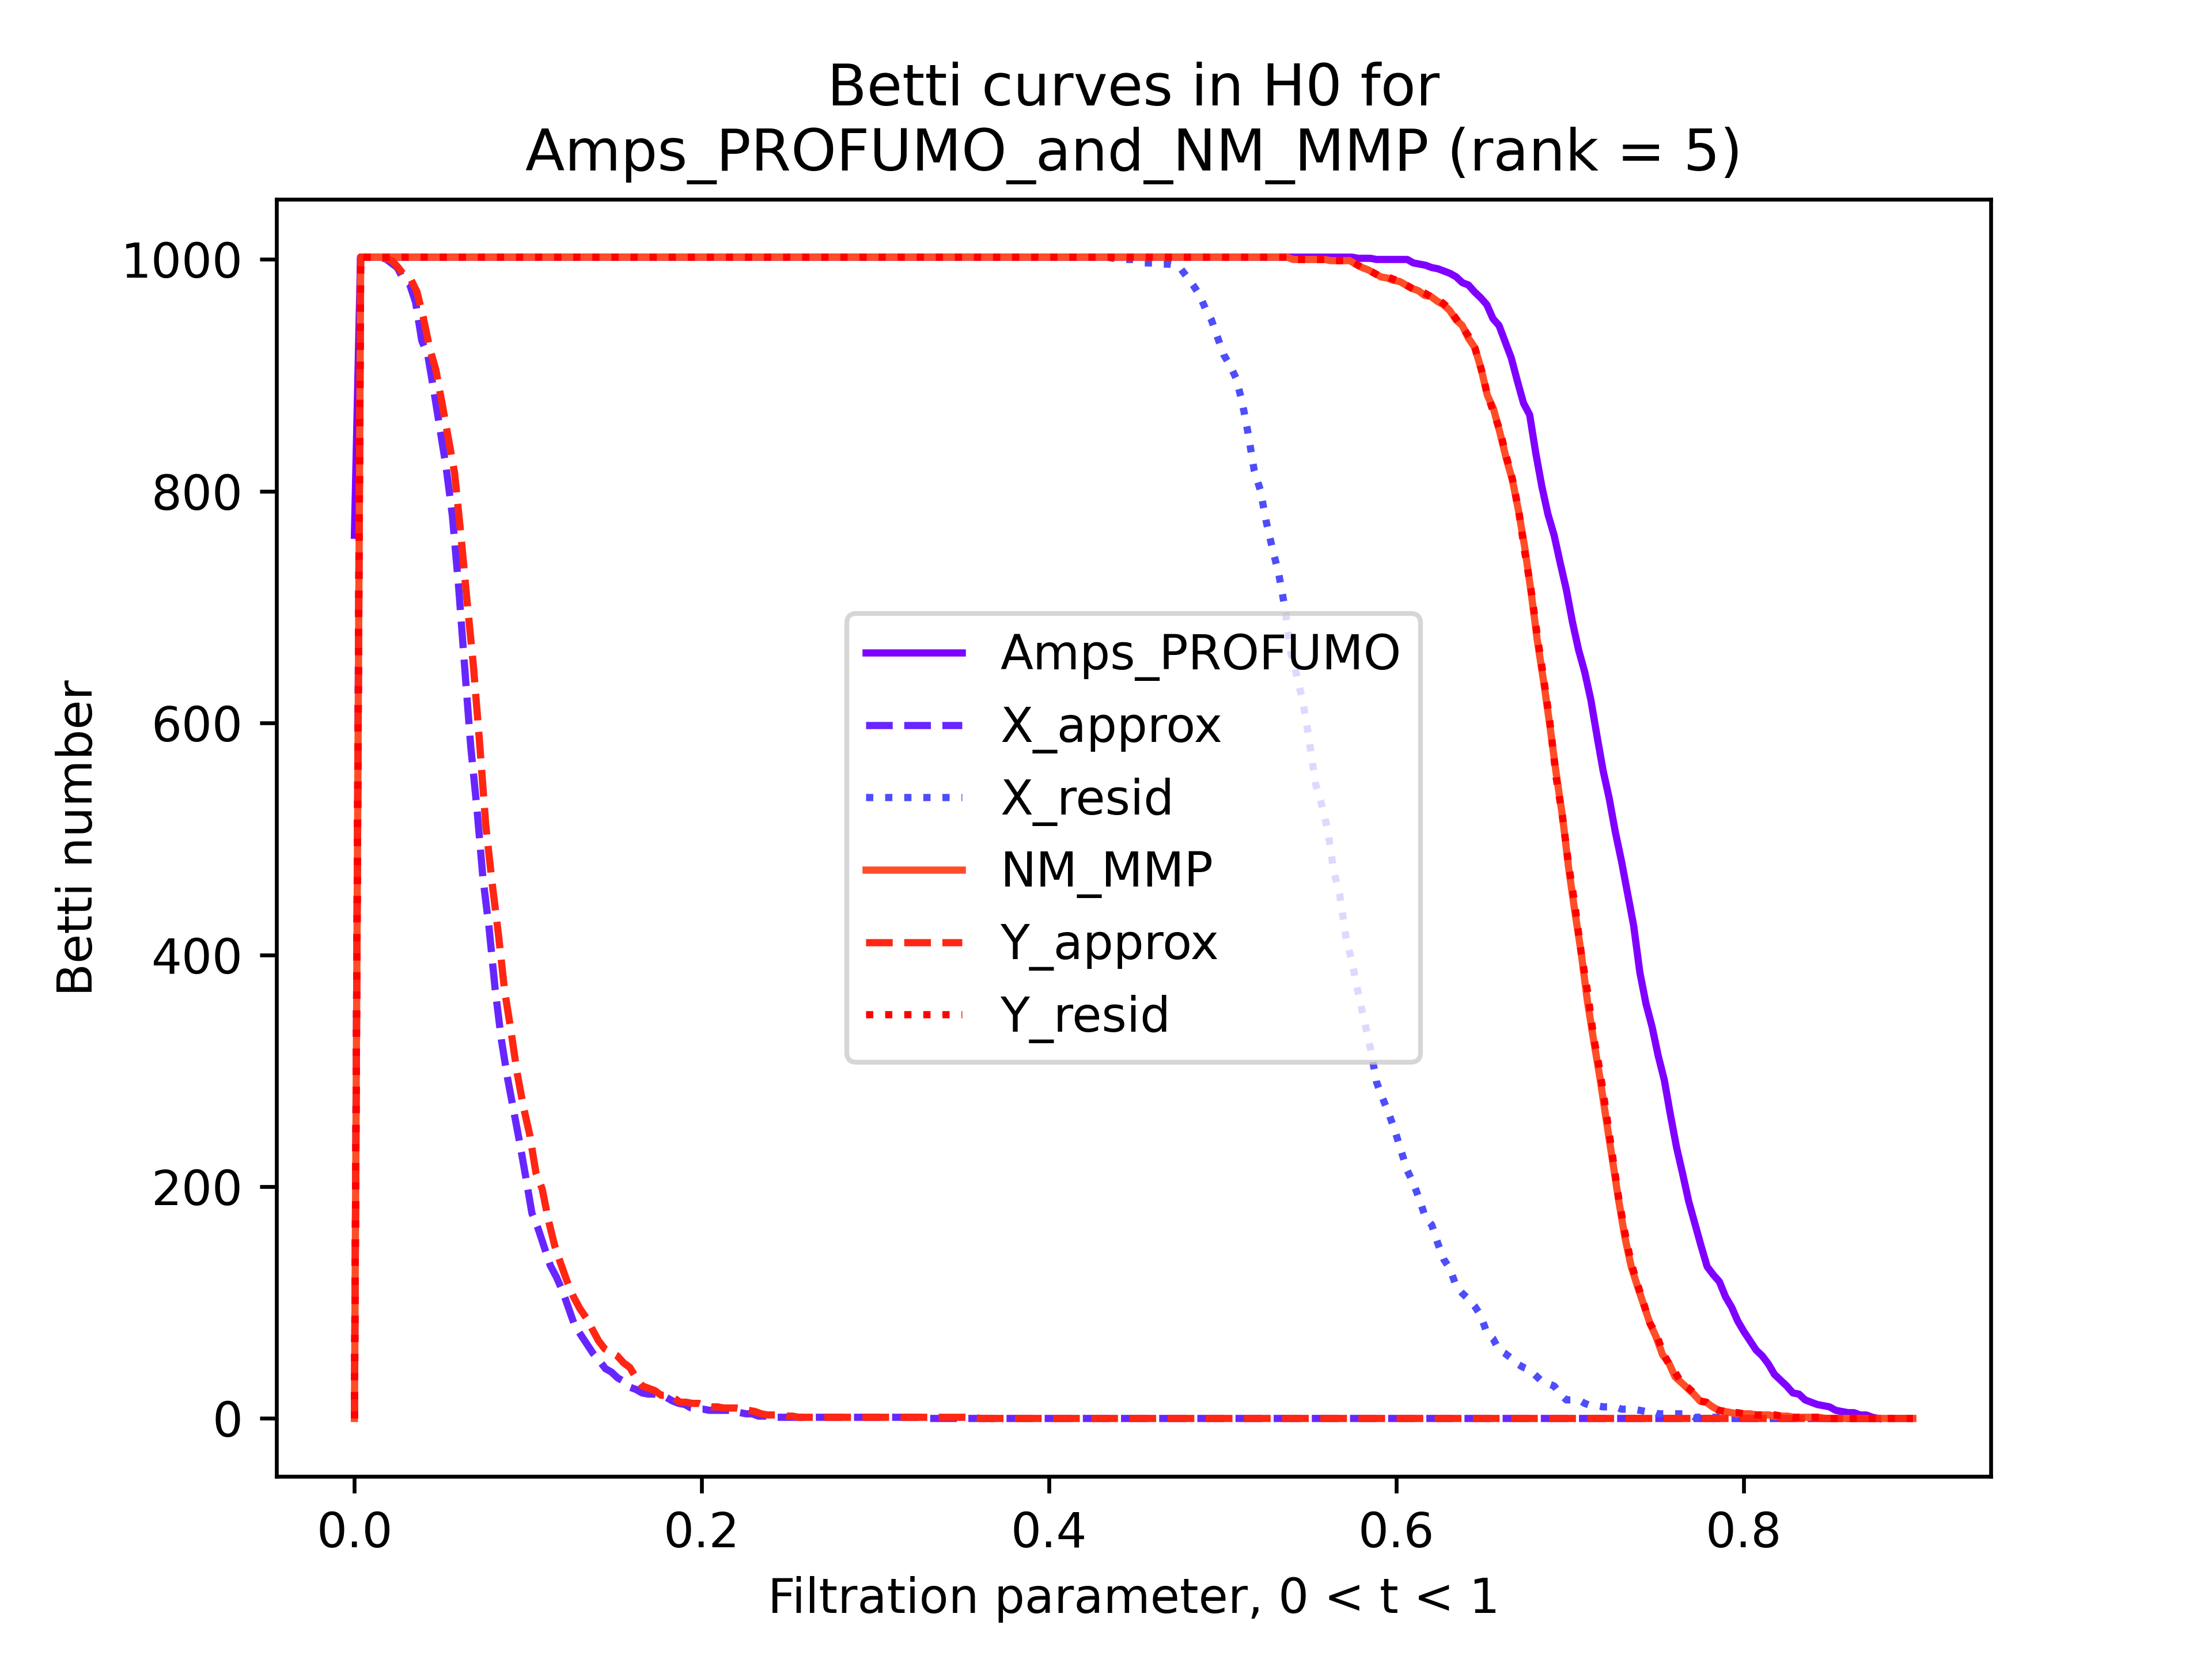 Betti curves in H0 for
Amps_PROFUMO_and_NM_MMP (rank = 5)
1000
800
600
400
200
0
Betti number
Amps_PROFUMO
X_approx
X_resid
NM_MMP
Y_approx
Y_resid
0.0 0.2 0.4 0.6 0.8
Filtration parameter, 0 < t < 1